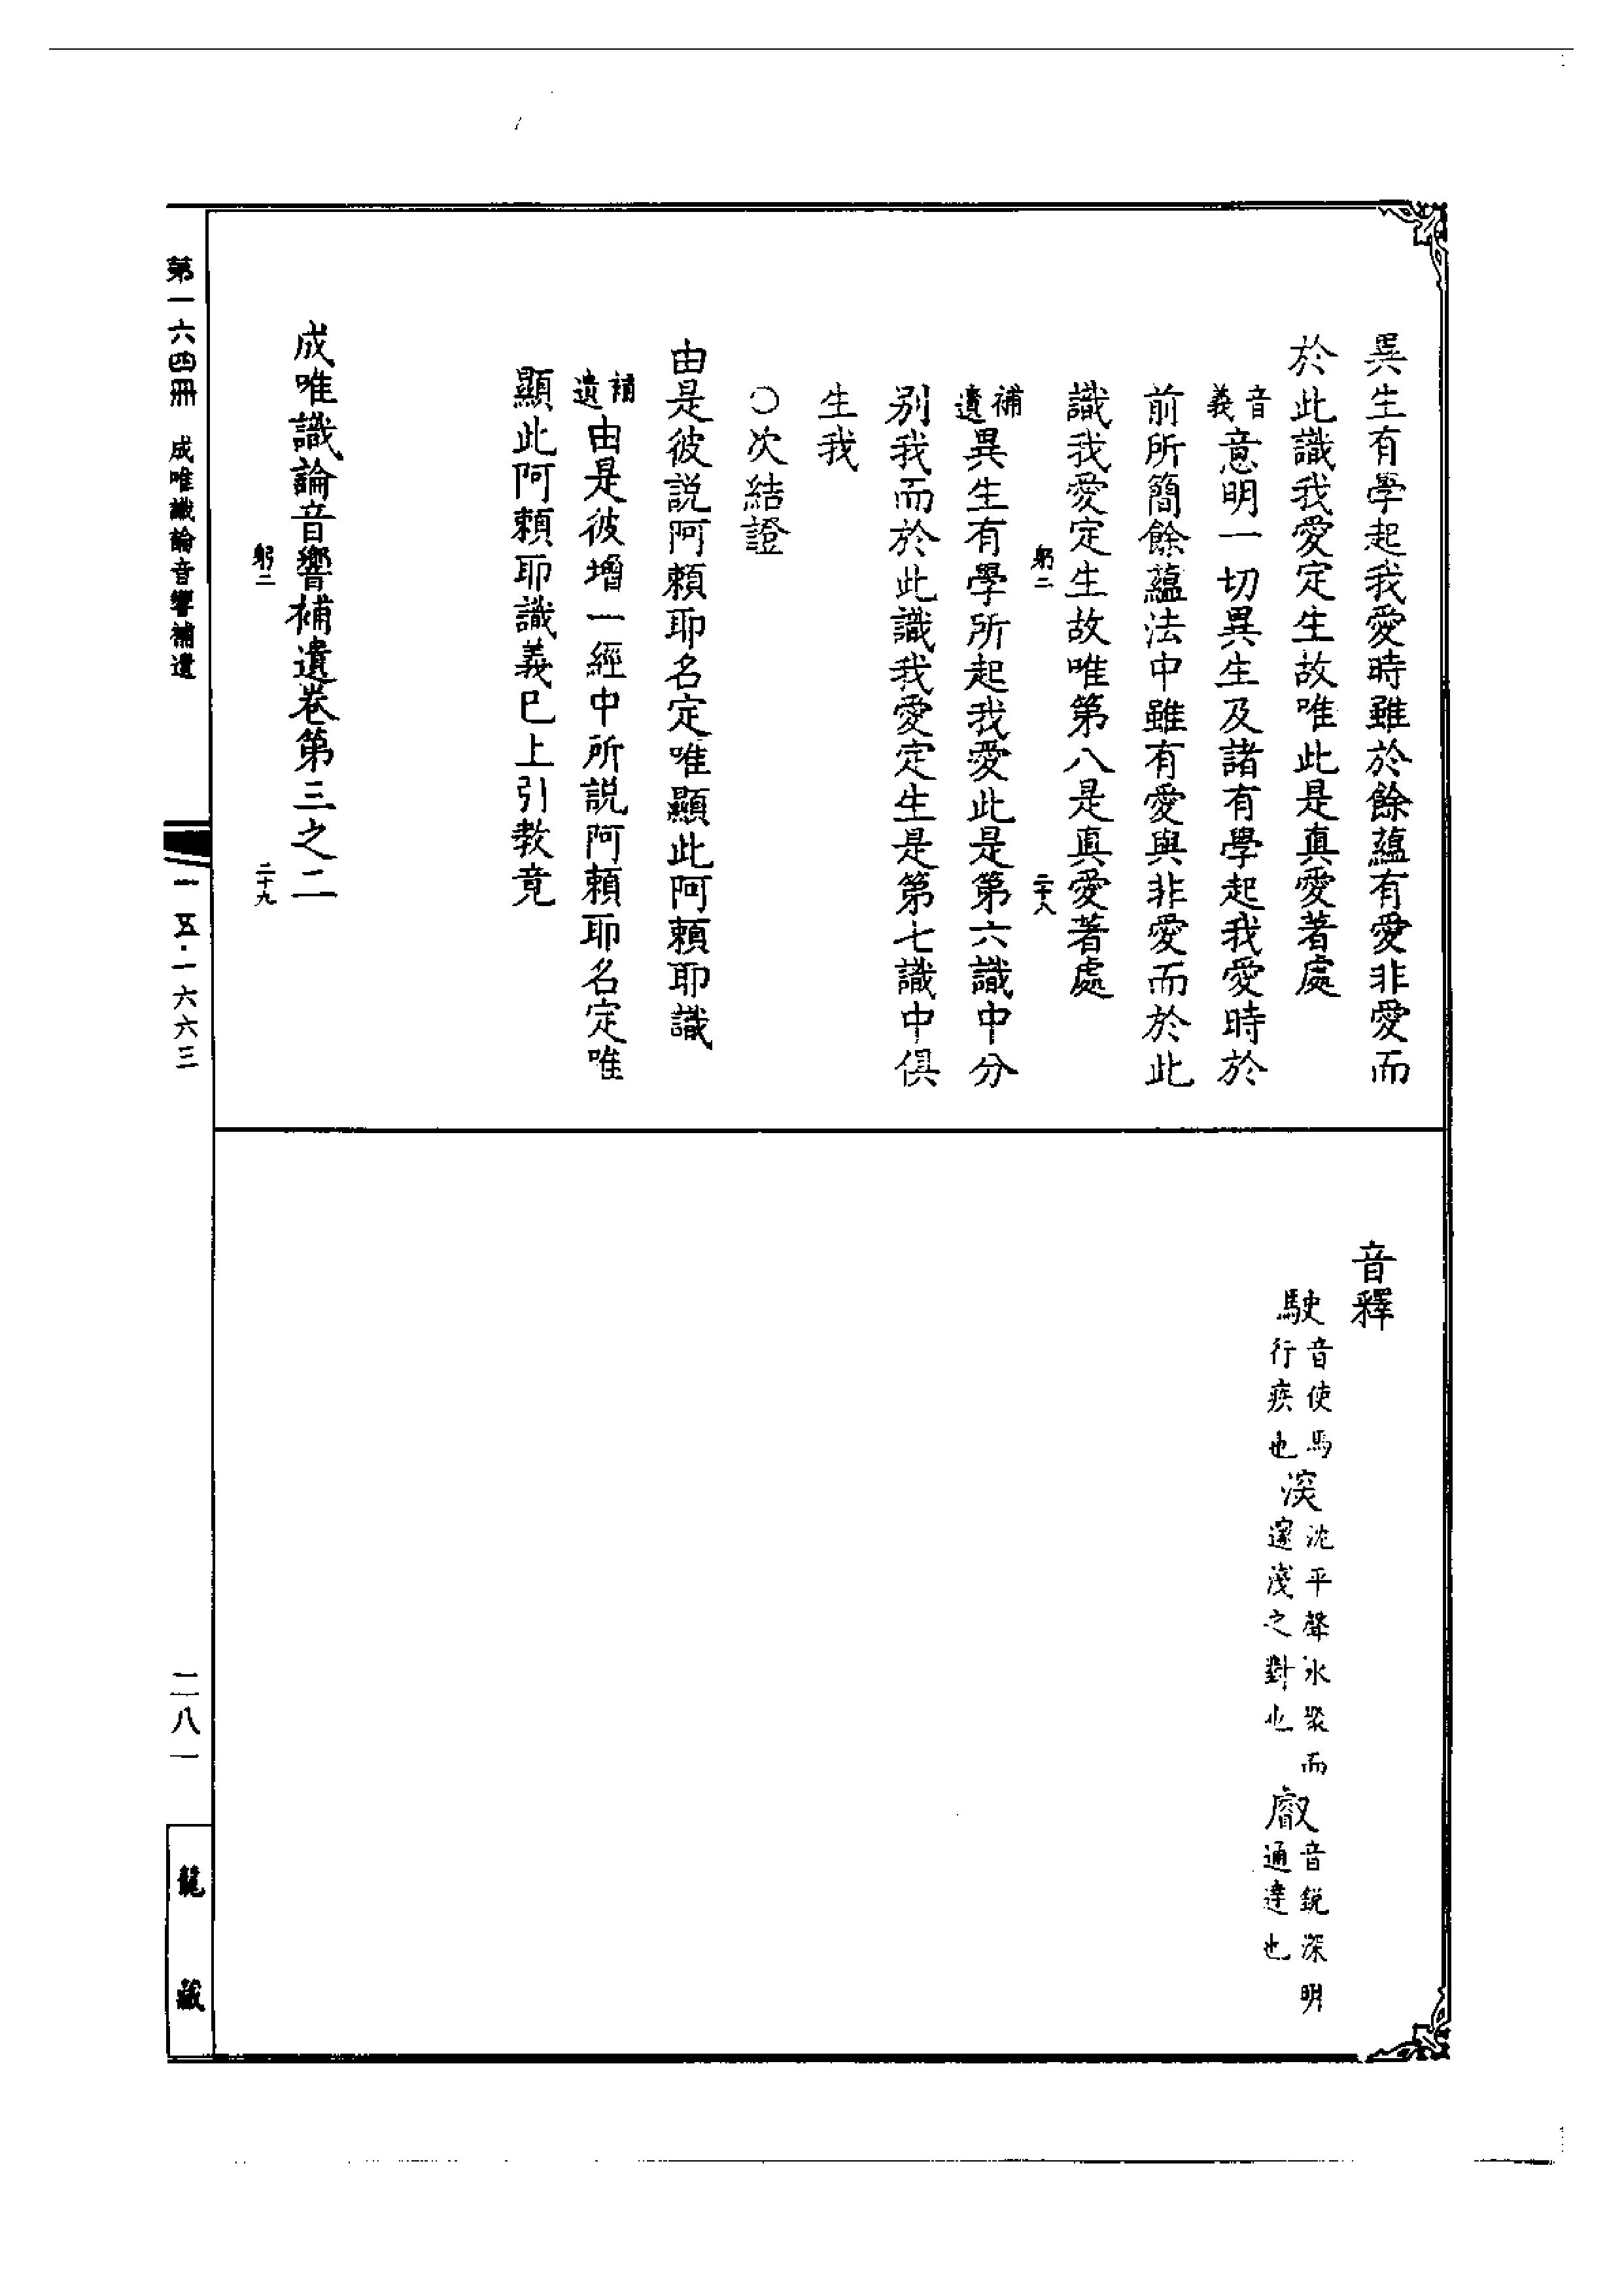 異生有學起我愛時雖於餘蘊有愛非愛而
於此識我愛定生故唯此是真愛著處
音義意明一切異生及諸有學起我愛時於
前所簡餘蘊法中雖有愛與非愛而於此
識我愛定生故唯第八是真愛著處
躬二 二十八
補遺異生有學所起我愛此是第六識中分
別我而於此識我愛定生是第七識中俱
生我
○次結證
由是彼說阿頼耶名定唯顯此阿頼耶識
補遺由是彼增一經中所説阿頼耶名定唯
顯此阿頼耶識義已上引教竟
成唯識論音響補遺卷第三之二
躬二 二十九
音釋
駛
音使馬
行疾也
深
沈平聲水聚而
邃淺之對也
叡
音銳深明
通達也
第一六四冊 成唯識論音響補遺
一五·一六六三
二八一
龍藏